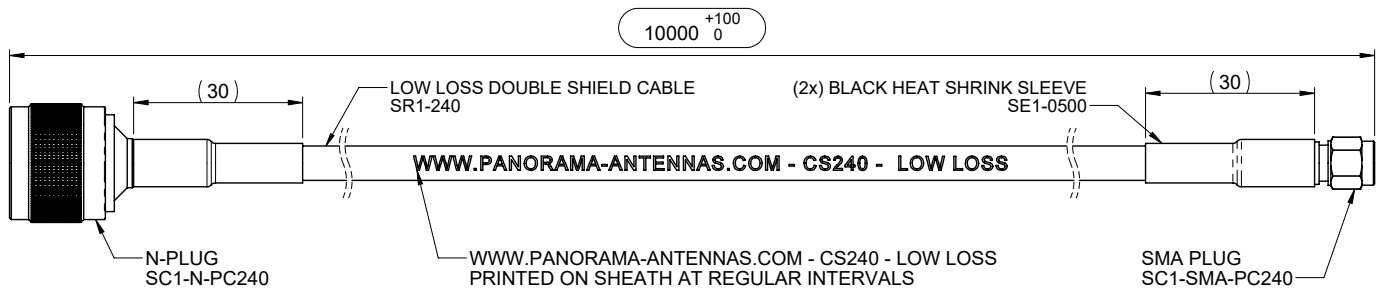 10000 +100 0
(30)
LOW LOSS DOUBLE SHIELD CABLE
SR1-240
(2x) BLACK HEAT SHRINK SLEEVE
SE1-0500
(30)
WWW.PANORAMA-ANTENNAS.COM - CS240 - LOW LOSS
N-PLUG
SC1-N-PC240
WWW.PANORAMA-ANTENNAS.COM - CS240 - LOW LOSS
PRINTED ON SHEATH AT REGULAR INTERVALS
SMA PLUG
SC1-SMA-PC240